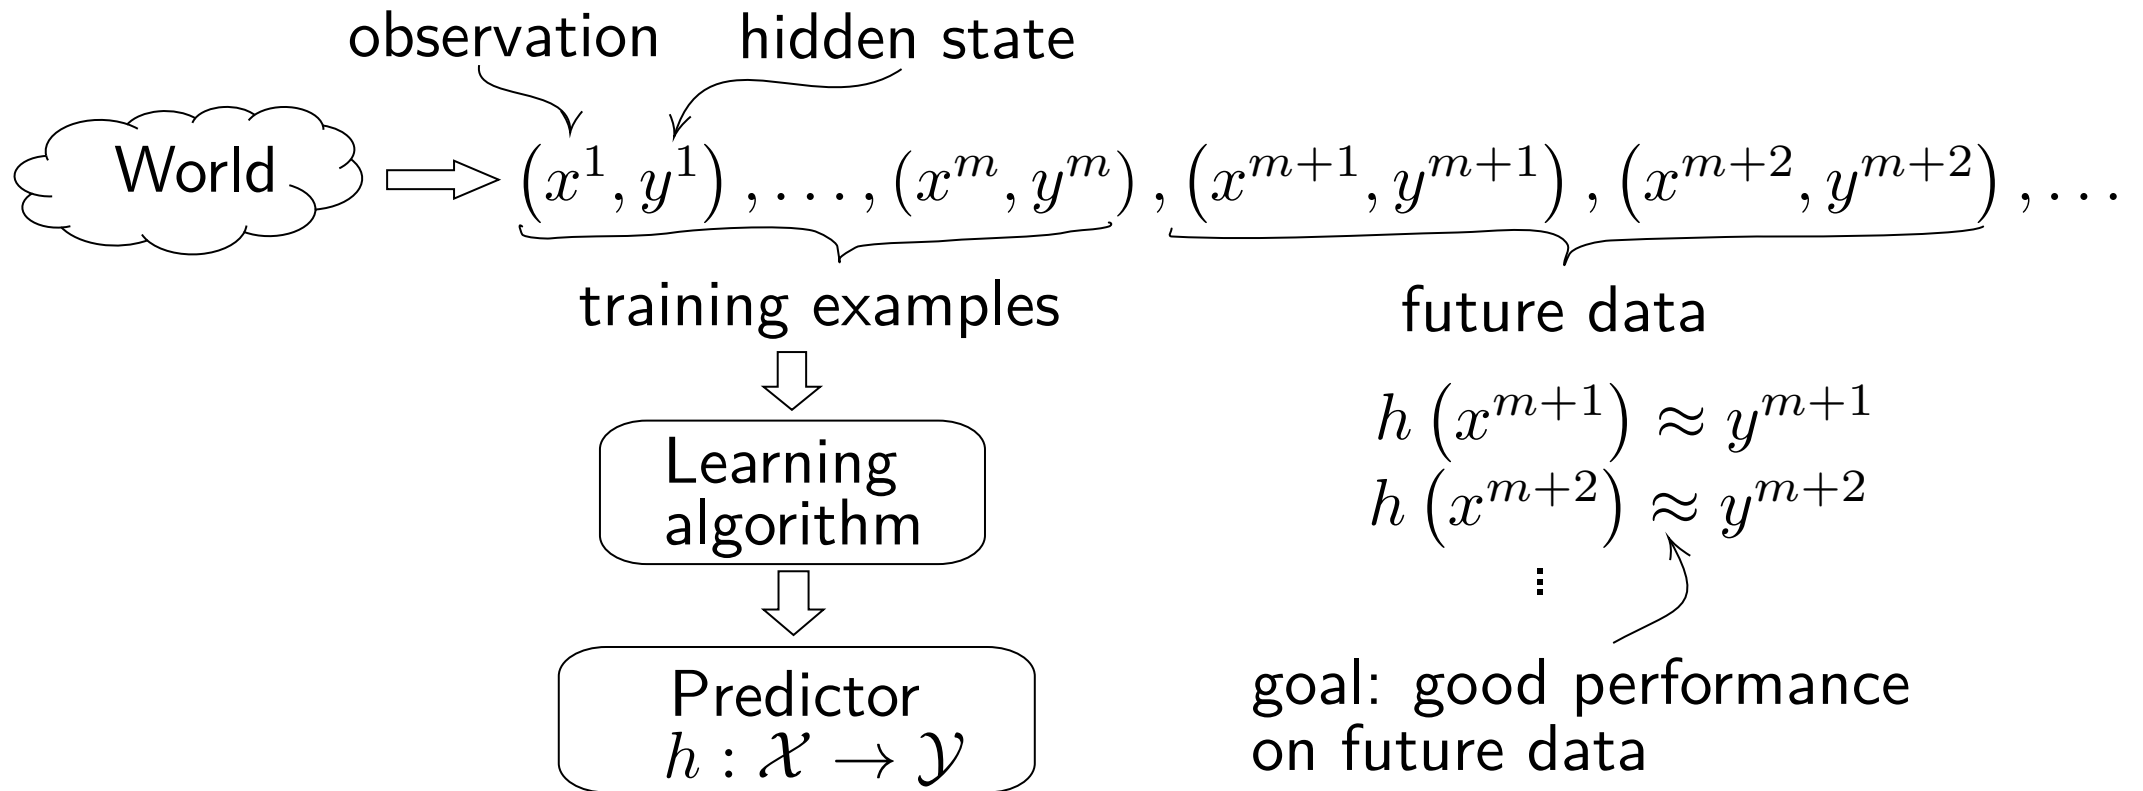 observation hidden state
World (x^1, y^1), ..., (x^m, y^m), (x^{m+1}, y^{m+1}), (x^{m+2}, y^{m+2}), ...
training examples
future data
Learning
algorithm
Predictor
h : 𝒳 → 𝒴
h(x^{m+1}) ≈ y^{m+1}
h(x^{m+2}) ≈ y^{m+2}
⋮
goal: good performance
on future data